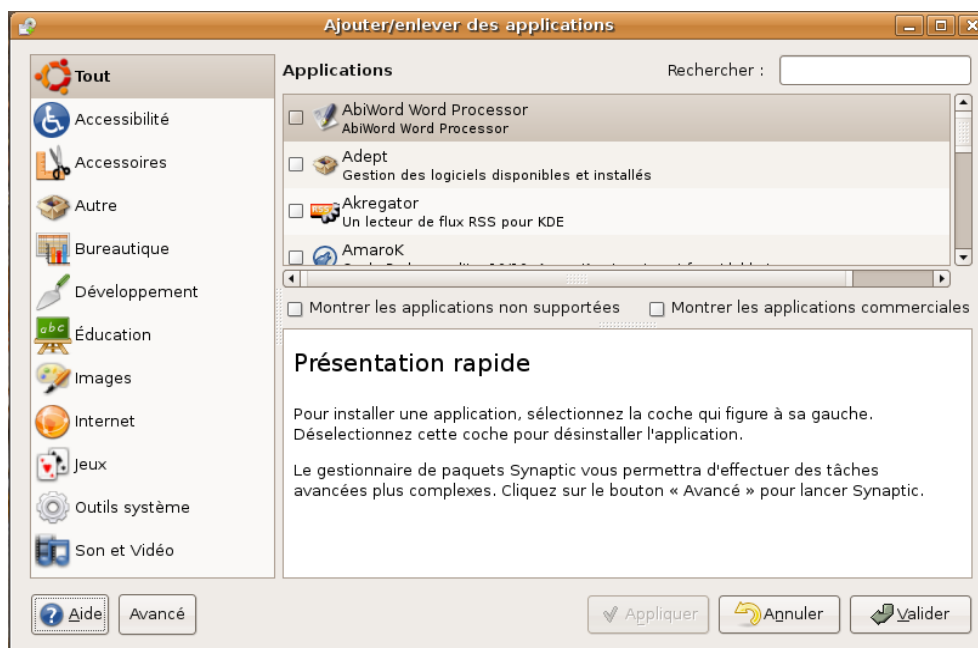 Ajouter/enlever des applications
Tout
Accessibilité
Accessoires
Autre
Bureautique
Développement
abc
Éducation
Images
Internet
Jeux
Outils système
Son et Vidéo
Applications
Rechercher :
AbiWord Word Processor
AbiWord Word Processor
Adept
Gestion des logiciels disponibles et installés
Akregator
Un lecteur de flux RSS pour KDE
AmaroK
Montrer les applications non supportées
Montrer les applications commerciales
Présentation rapide
Pour installer une application, sélectionnez la coche qui figure à sa gauche.
Déselectionnez cette coche pour désinstaller l'application.
Le gestionnaire de paquets Synaptic vous permettra d'effectuer des tâches
avancées plus complexes. Cliquez sur le bouton « Avancé » pour lancer Synaptic.
Aide
Avancé
Appliquer
Annuler
Valider